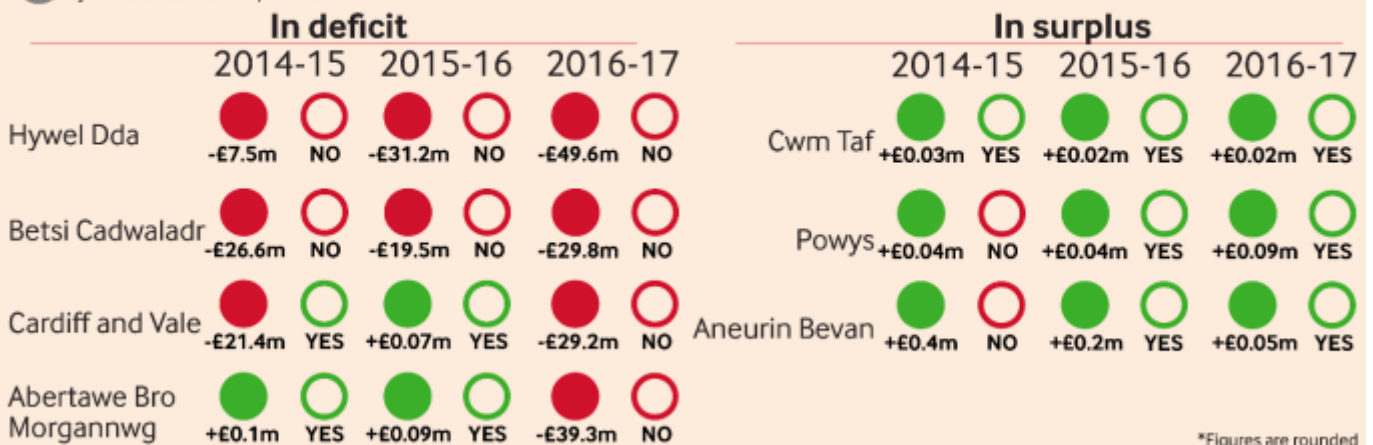 In deficit
2014-15 2015-16 2016-17
Hywel Dda
-£7.5m NO -£31.2m NO -£49.6m NO
Betsi Cadwaladr
-£26.6m NO -£19.5m NO -£29.8m NO
Cardiff and Vale
-£21.4m YES +£0.07m YES -£29.2m NO
Abertawe Bro
Morgannwg
+£0.1m YES +£0.09m YES -£39.3m NO
In surplus
2014-15 2015-16 2016-17
Cwm Taf
+£0.03m YES +£0.02m YES +£0.02m YES
Powys
+£0.04m NO +£0.04m YES +£0.09m YES
Aneurin Bevan
+£0.4m NO +£0.2m YES +£0.05m YES
*Figures are rounded